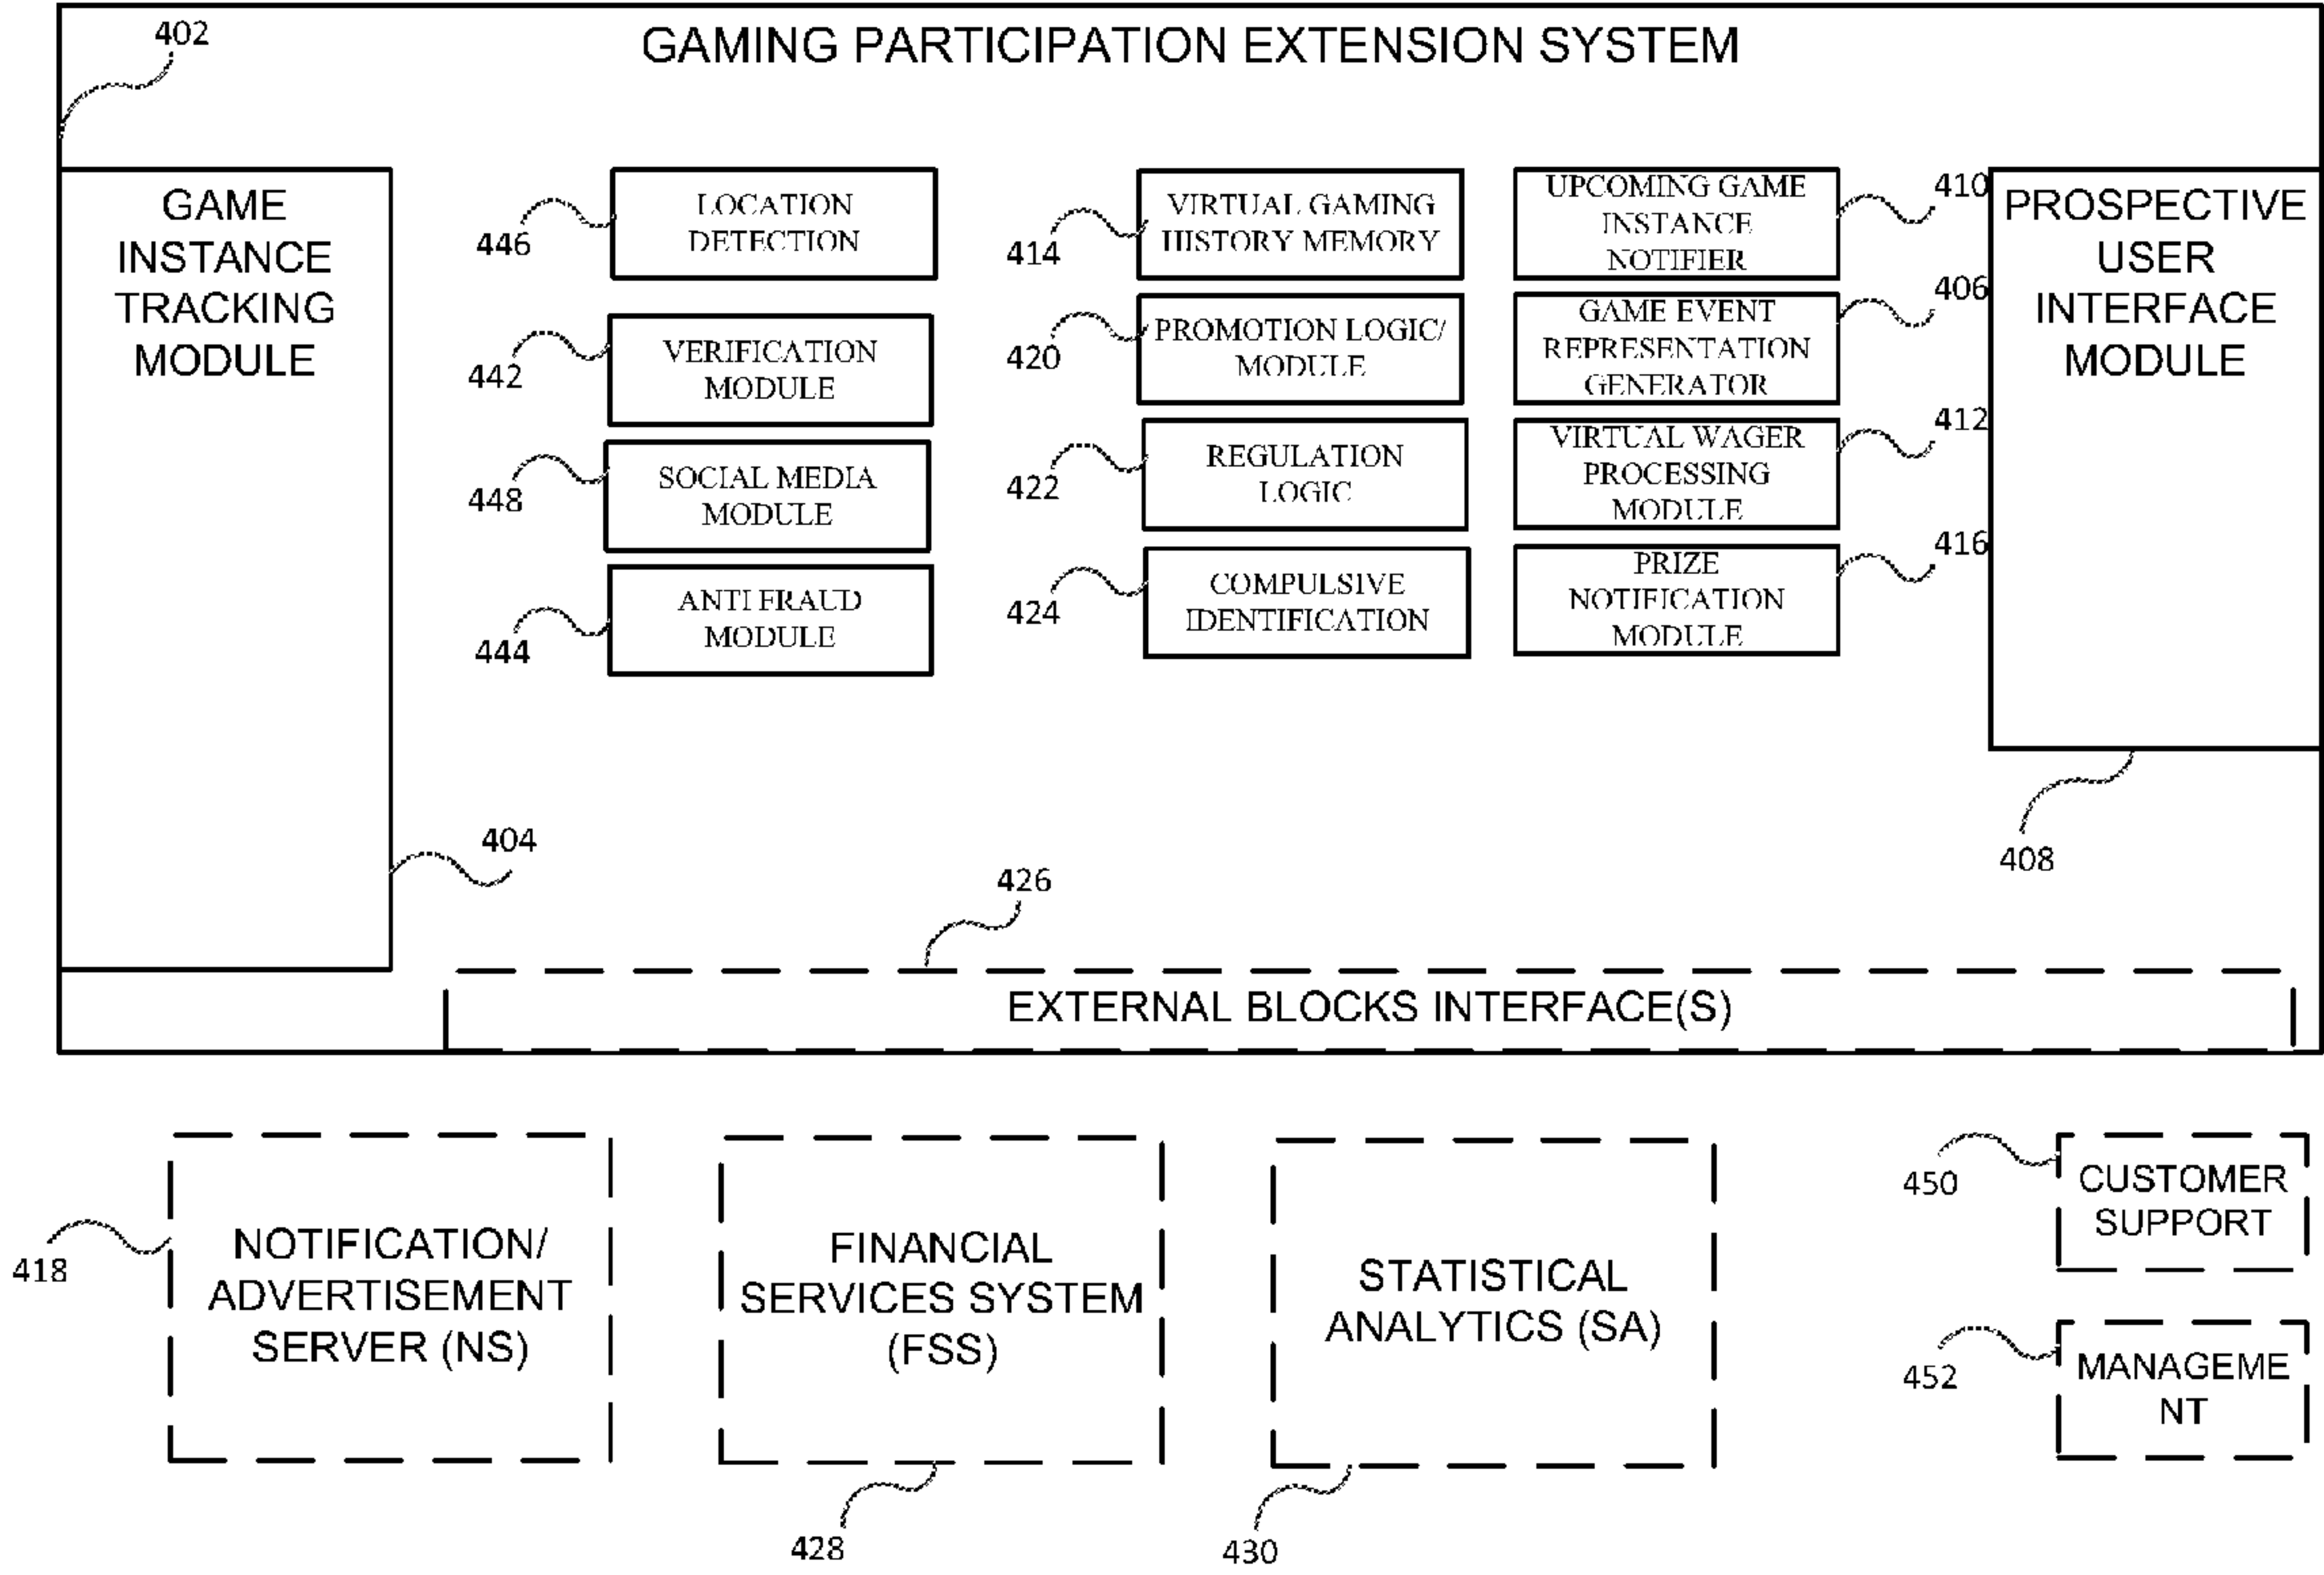 402
GAMING PARTICIPATION EXTENSION SYSTEM
GAME
INSTANCE
TRACKING
MODULE
404
446
LOCATION
DETECTION
442
VERIFICATION
MODULE
448
SOCIAL MEDIA
MODULE
444
ANTI FRAUD
MODULE
414
VIRTUAL GAMING
HISTORY MEMORY
420
PROMOTION LOGIC/
MODULE
422
REGULATION
LOGIC
424
COMPULSIVE
IDENTIFICATION
UPCOMING GAME
INSTANCE
NOTIFIER
410
GAME EVENT
REPRESENTATION
GENERATOR
406
VIRTUAL WAGER
PROCESSING
MODULE
412
PRIZE
NOTIFICATION
MODULE
416
PROSPECTIVE
USER
INTERFACE
MODULE
408
426
EXTERNAL BLOCKS INTERFACE(S)
418
NOTIFICATION/
ADVERTISEMENT
SERVER (NS)
FINANCIAL
SERVICES SYSTEM
(FSS)
428
STATISTICAL
ANALYTICS (SA)
430
450
CUSTOMER
SUPPORT
452
MANAGEME
NT